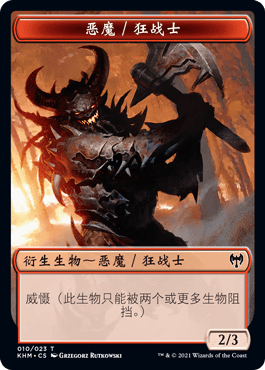 恶魔／狂战士
衍生生物～恶魔／狂战士
威慑（此生物只能被两个或更多生物阻
挡。）
2/3
010/023 T
KHM • CS GRZEGORZ RUTKOWSKI
™ & © 2021 Wizards of the Coast